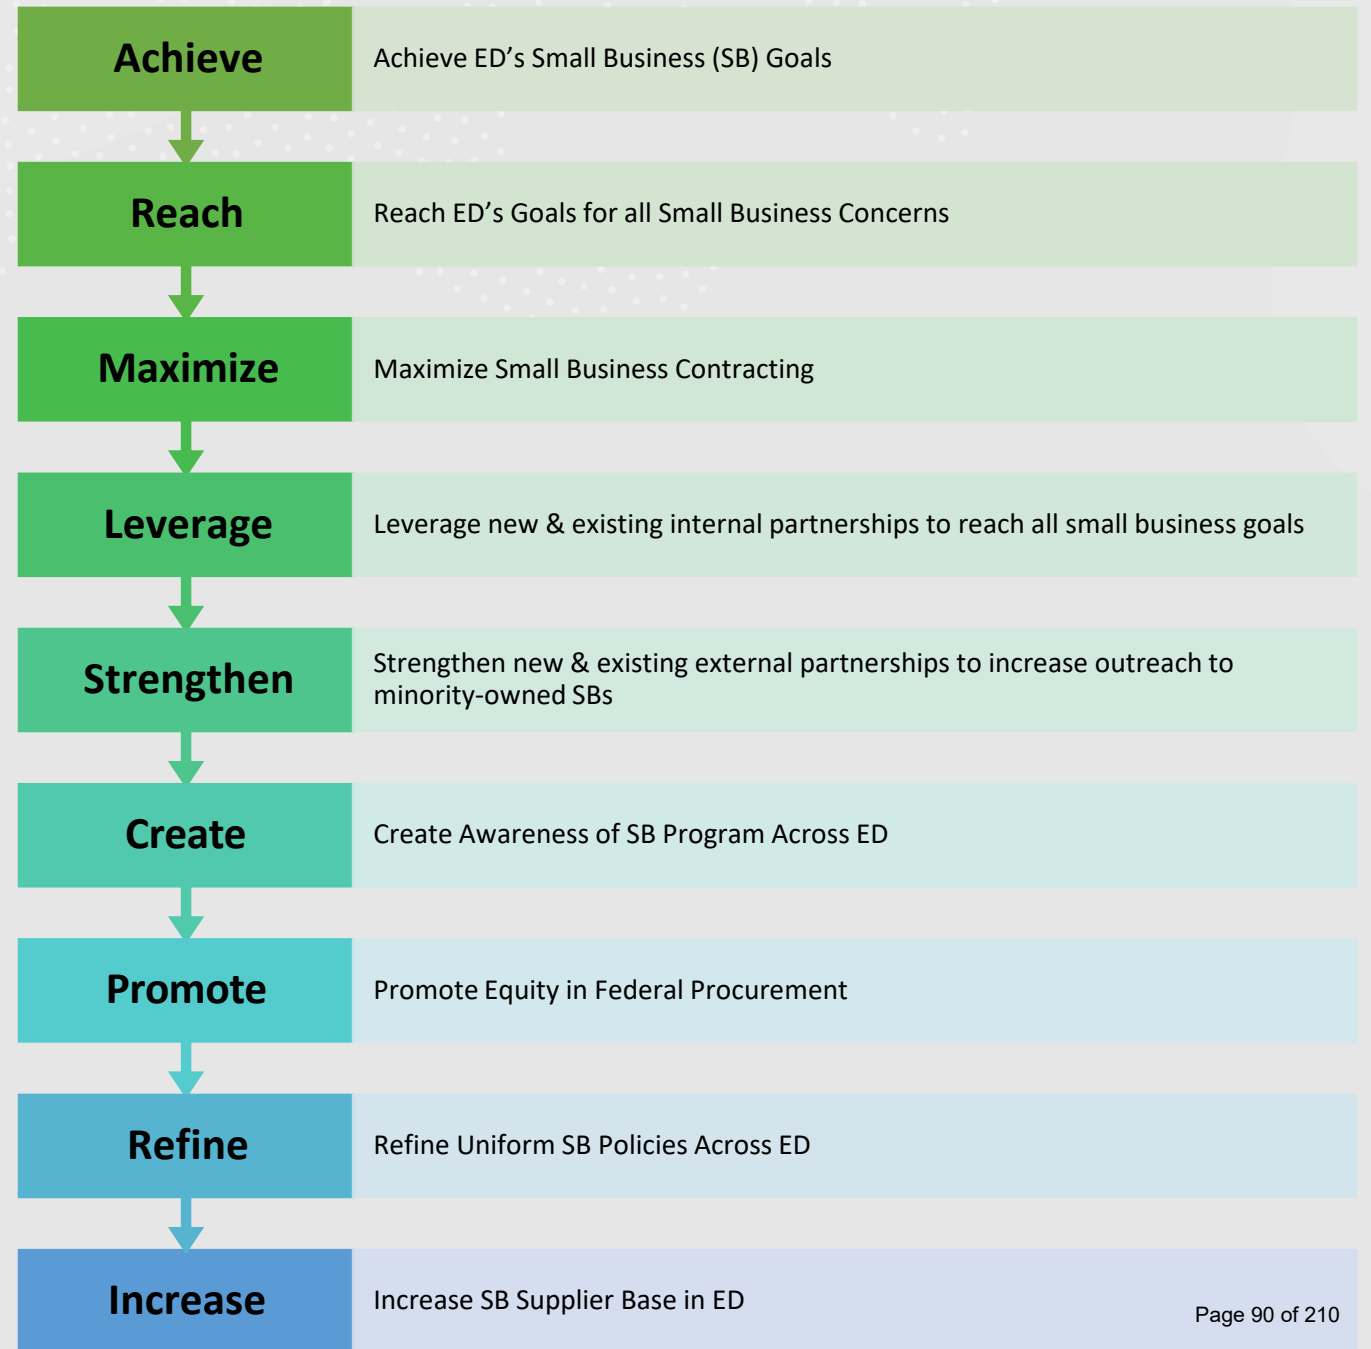 Achieve
Achieve ED’s Small Business (SB) Goals
Reach
Reach ED’s Goals for all Small Business Concerns
Maximize
Maximize Small Business Contracting
Leverage
Leverage new & existing internal partnerships to reach all small business goals
Strengthen
Strengthen new & existing external partnerships to increase outreach to
minority-owned SBs
Create
Create Awareness of SB Program Across ED
Promote
Promote Equity in Federal Procurement
Refine
Refine Uniform SB Policies Across ED
Increase
Increase SB Supplier Base in ED
Page 90 of 210